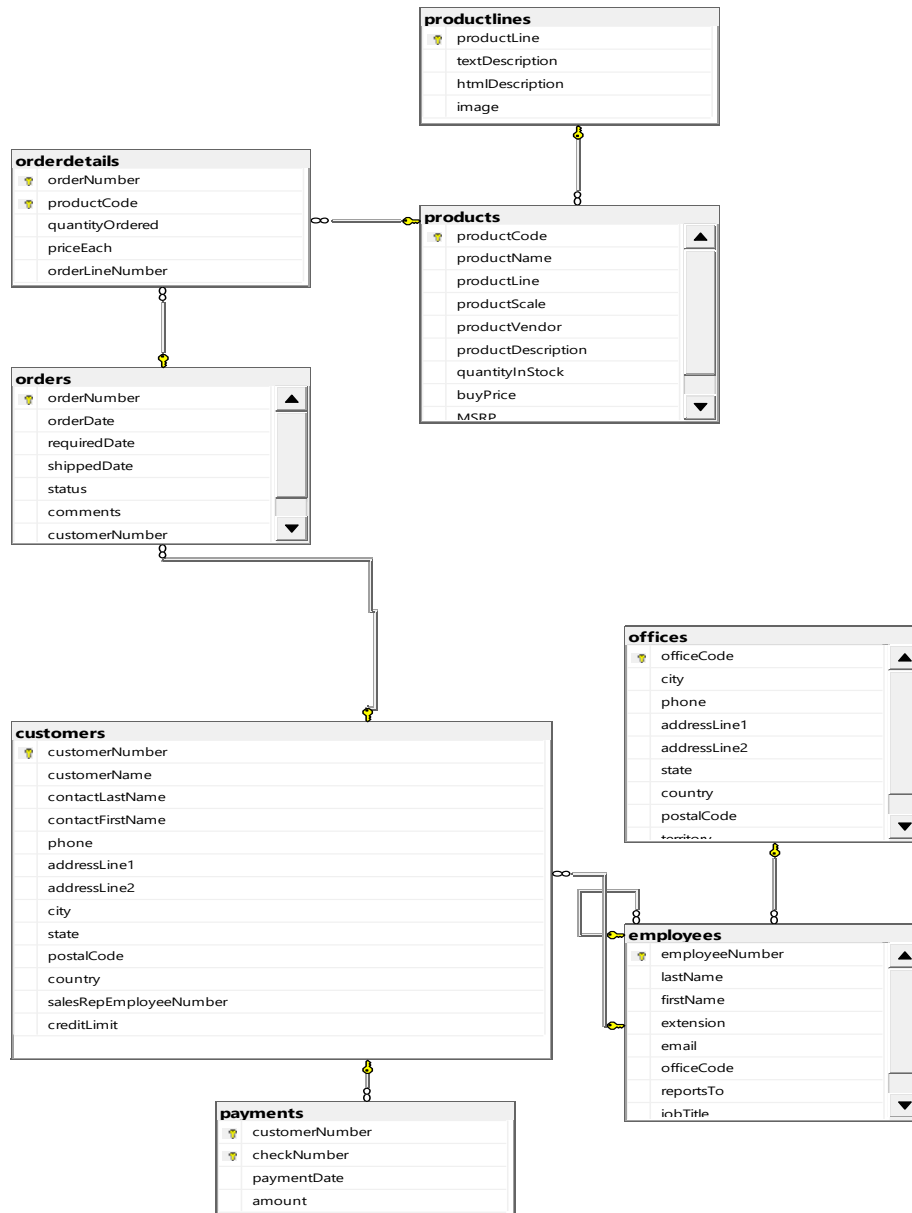 productlines
productLine
textDescription
htmlDescription
image
orderdetails
orderNumber
productCode
quantityOrdered
priceEach
orderLineNumber
products
productCode
productName
productLine
productScale
productVendor
productDescription
quantityInStock
buyPrice
MSRP
orders
orderNumber
orderDate
requiredDate
shippedDate
status
comments
customerNumber
offices
officeCode
city
phone
addressLine1
addressLine2
state
country
postalCode
territory
customers
customerNumber
customerName
contactLastName
contactFirstName
phone
addressLine1
addressLine2
city
state
postalCode
country
salesRepEmployeeNumber
creditLimit
employees
employeeNumber
lastName
firstName
extension
email
officeCode
reportsTo
jobTitle
payments
customerNumber
checkNumber
paymentDate
amount